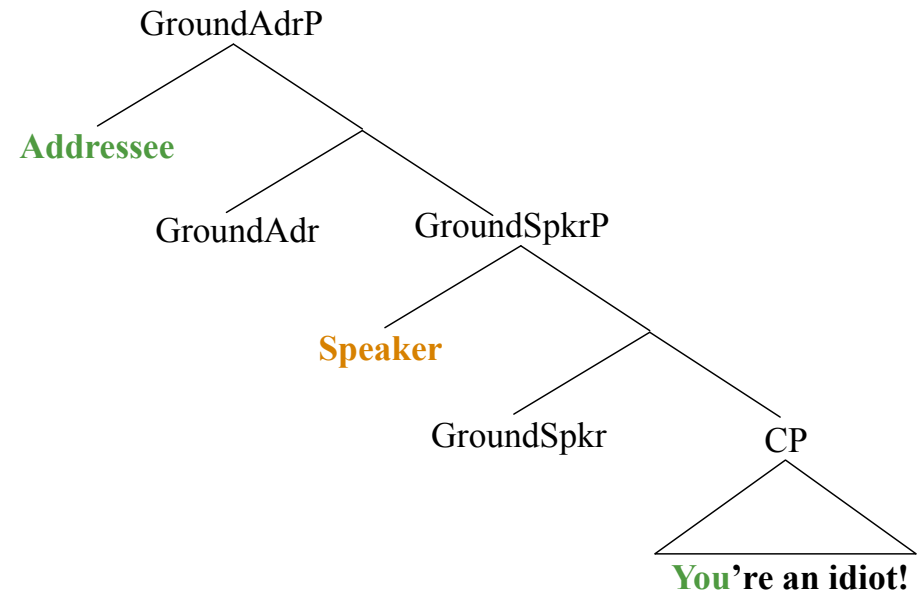 GroundAdrP
Addressee
GroundAdr
GroundSpkrP
Speaker
GroundSpkr
CP
You’re an idiot!